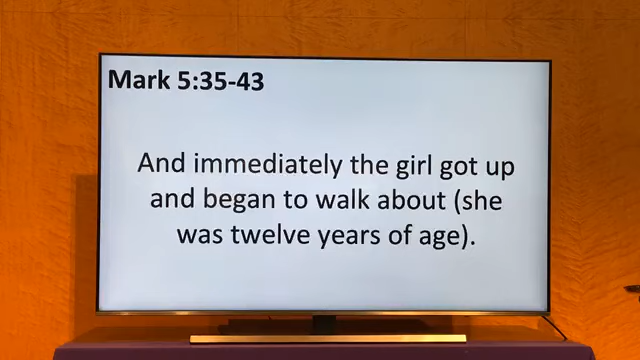 Mark 5:35-43
And immediately the girl got up
and began to walk about (she
was twelve years of age).